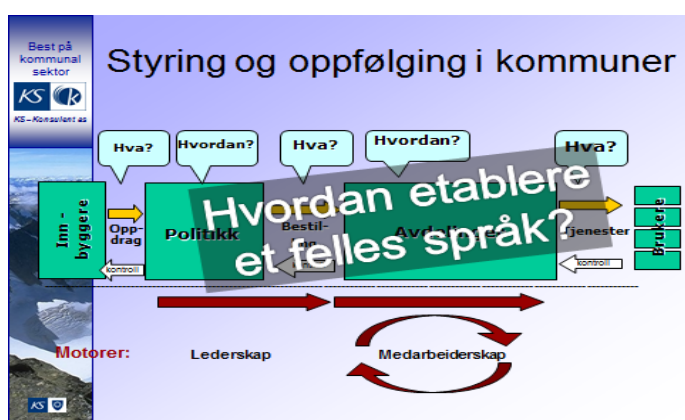 Best på
kommunal
sektor
KS
KS-Konsulent as
Styring og oppfølging i kommuner
Hva?
Hvordan?
Hva?
Hvordan?
Hva?
Inn -
byggere
Opp-
drag
kontroll
Politikk
Bestil-
Tjenester
kontroll
Brukere
Hvordan etablere
et felles språk?
Motorer:
Lederskap
Medarbeiderskap
KS